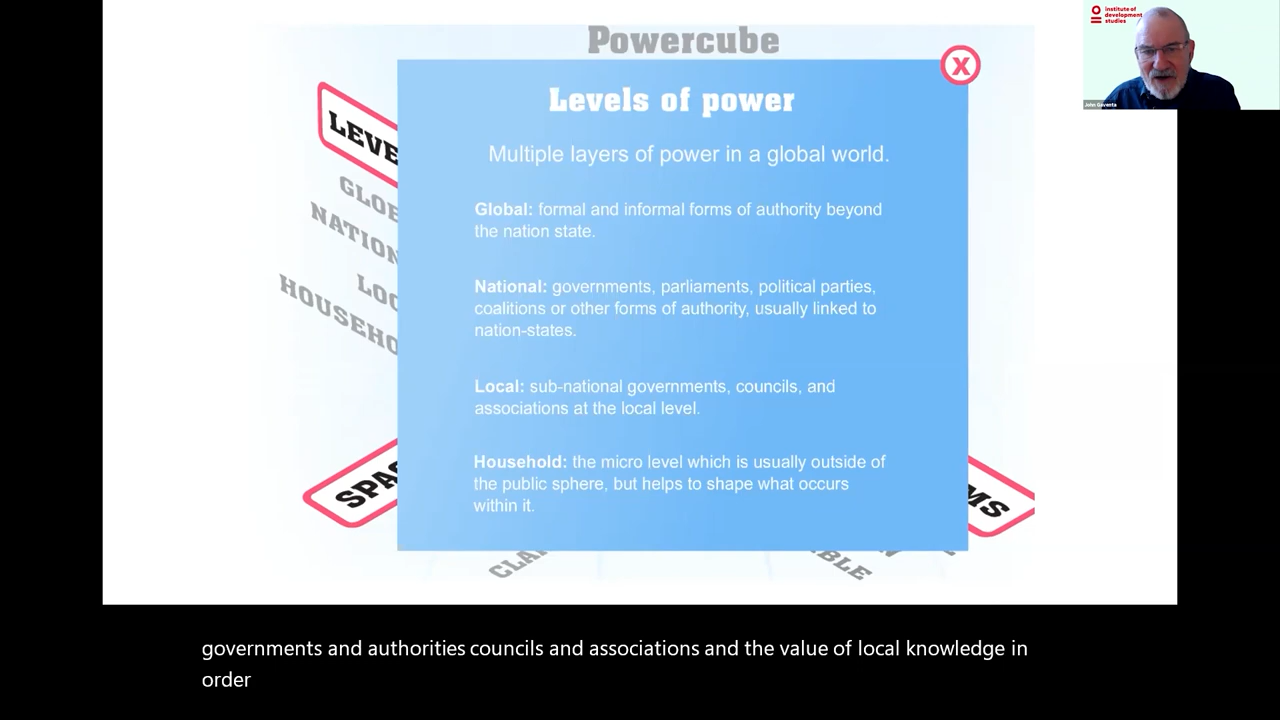 Powercube
institute of
development
studies
John Gaventa
X
Levels of power
LEVE
Multiple layers of power in a global world.
GLOB
Global: formal and informal forms of authority beyond
the nation state.
NATION
National: governments, parliaments, political parties,
coalitions or other forms of authority, usually linked to
nation-states.
LOC
HOUSEHO
Local: sub-national governments, councils, and
associations at the local level.
Household: the micro level which is usually outside of
the public sphere, but helps to shape what occurs
within it.
SPA
MS
CLA
BLE
governments and authorities councils and associations and the value of local knowledge in
order